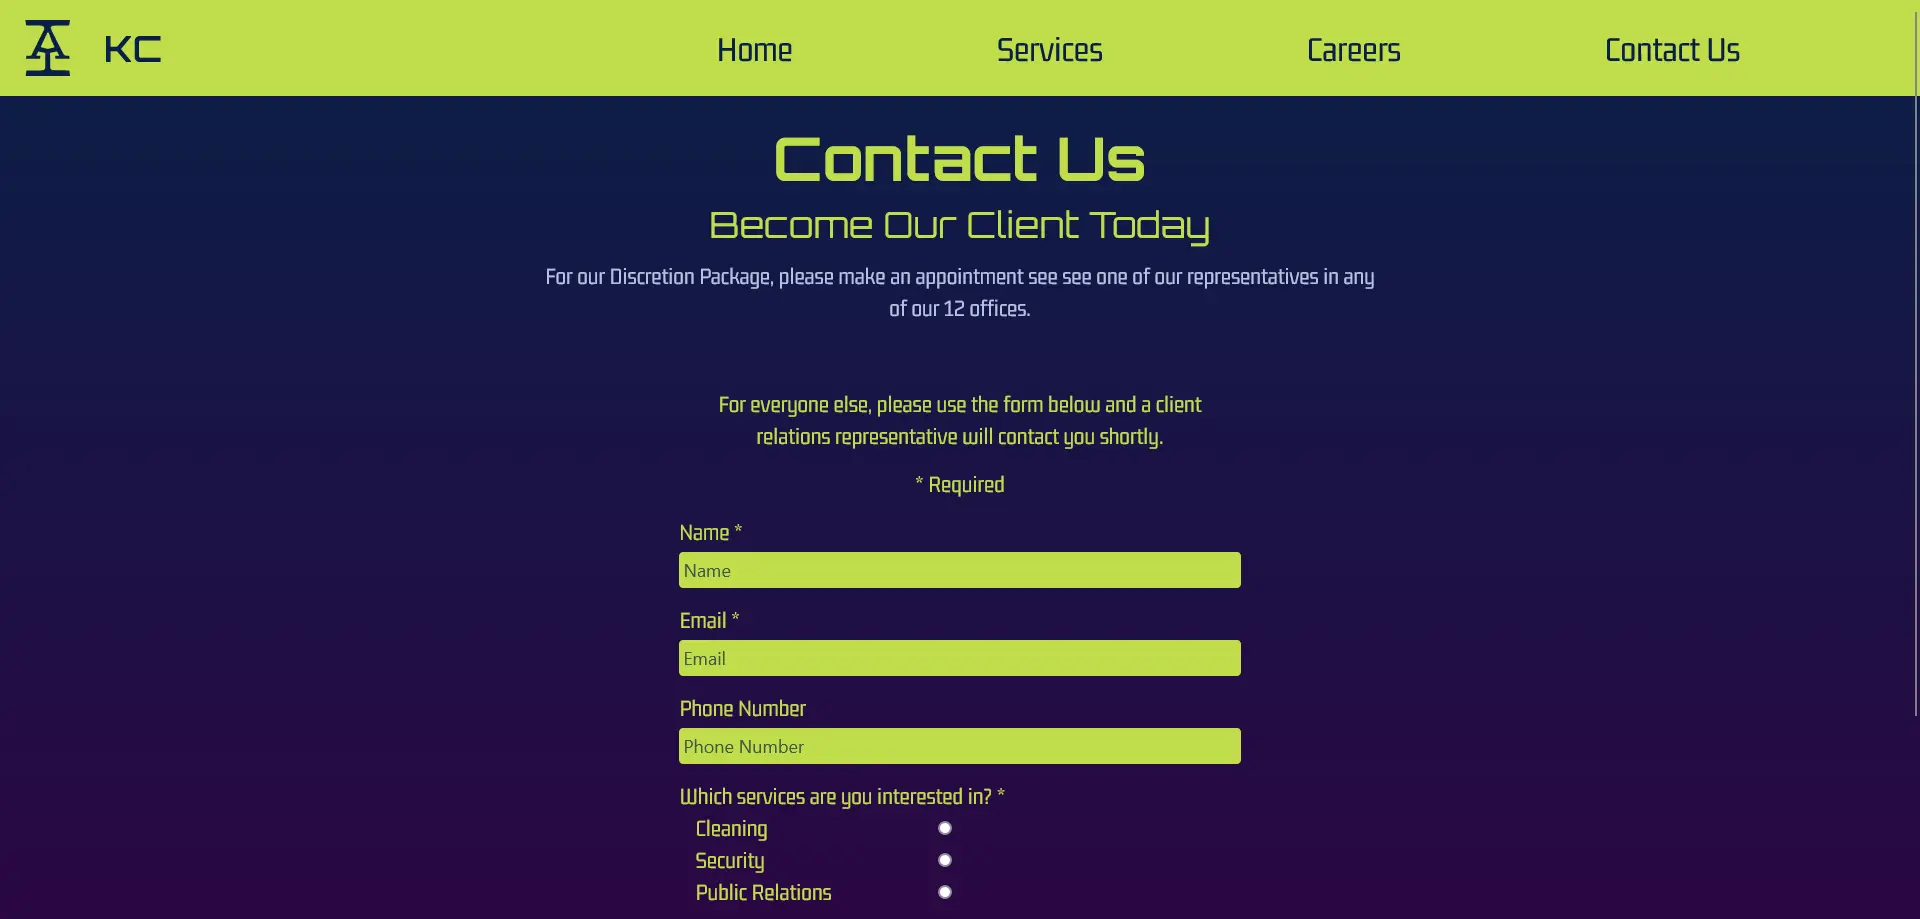 KC
Home Services Careers Contact Us
Contact Us
Become Our Client Today
For our Discretion Package, please make an appointment see see one of our representatives in any
of our 12 offices.
For everyone else, please use the form below and a client
relations representative will contact you shortly.
* Required
Name *
Name
Email *
Email
Phone Number
Phone Number
Which services are you interested in? *
Cleaning
Security
Public Relations